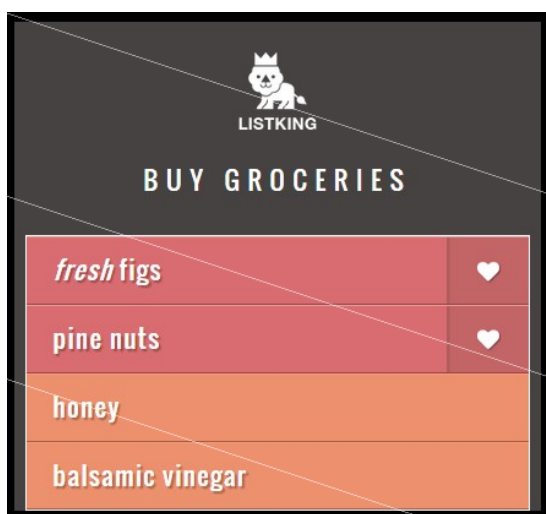 LISTKING
BUY GROCERIES
fresh figs
pine nuts
honey
balsamic vinegar